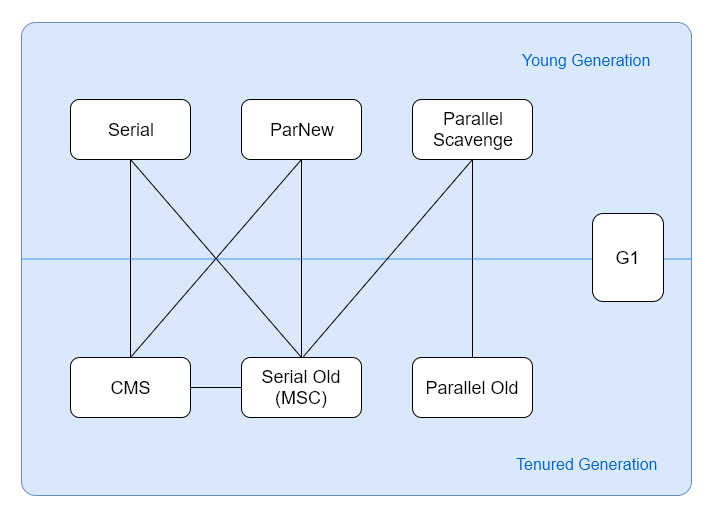 Young Generation
Serial
ParNew
Parallel
Scavenge
G1
CMS
Serial Old
(MSC)
Parallel Old
Tenured Generation